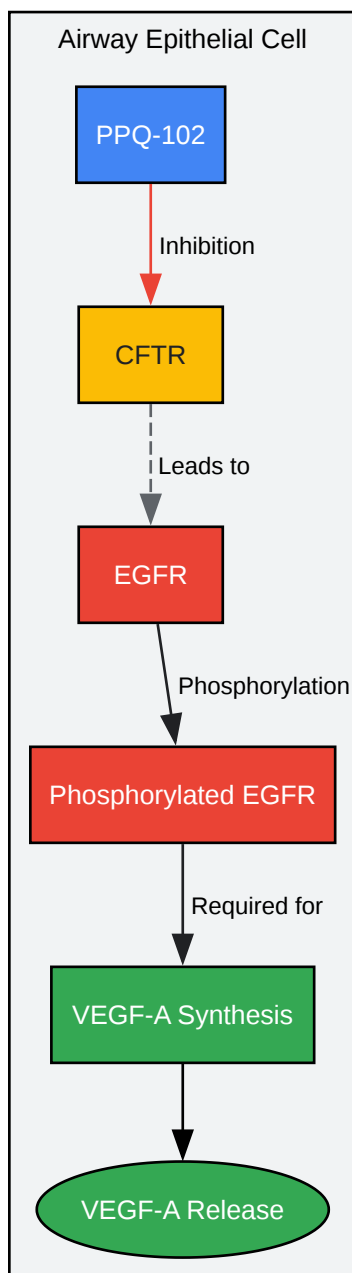 Airway Epithelial Cell
PPQ-102
Inhibition
CFTR
Leads to
EGFR
Phosphorylation
Phosphorylated EGFR
Required for
VEGF-A Synthesis
VEGF-A Release